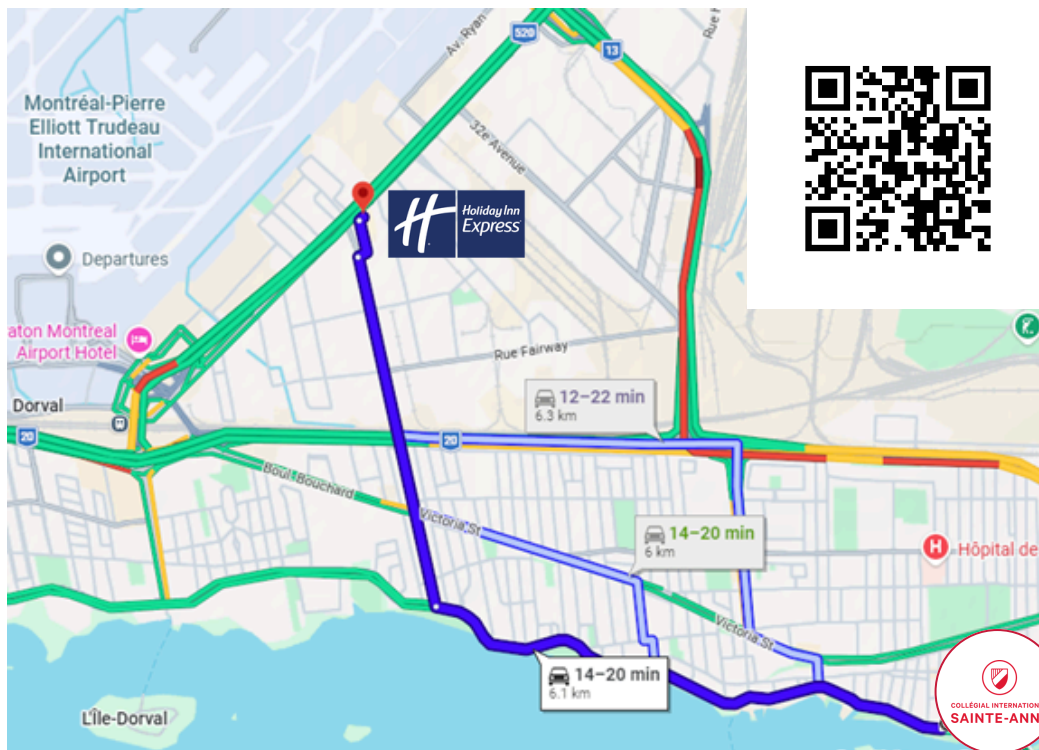 520
13
Av. Ryan
Montréal-Pierre
Elliott Trudeau
International
Airport
32e Avenue
Holiday Inn
Express
Departures
aton Montreal
Airport Hotel
Rue Fairway
12–22 min
6.3 km
Dorval
20
20
Boul Bouchard
Victoria St
14–20 min
6 km
H
Hôpital de
Victoria St
14–20 min
6.1 km
L'Île-Dorval
COLLÉGIAL INTERNATION
SAINTE-ANN